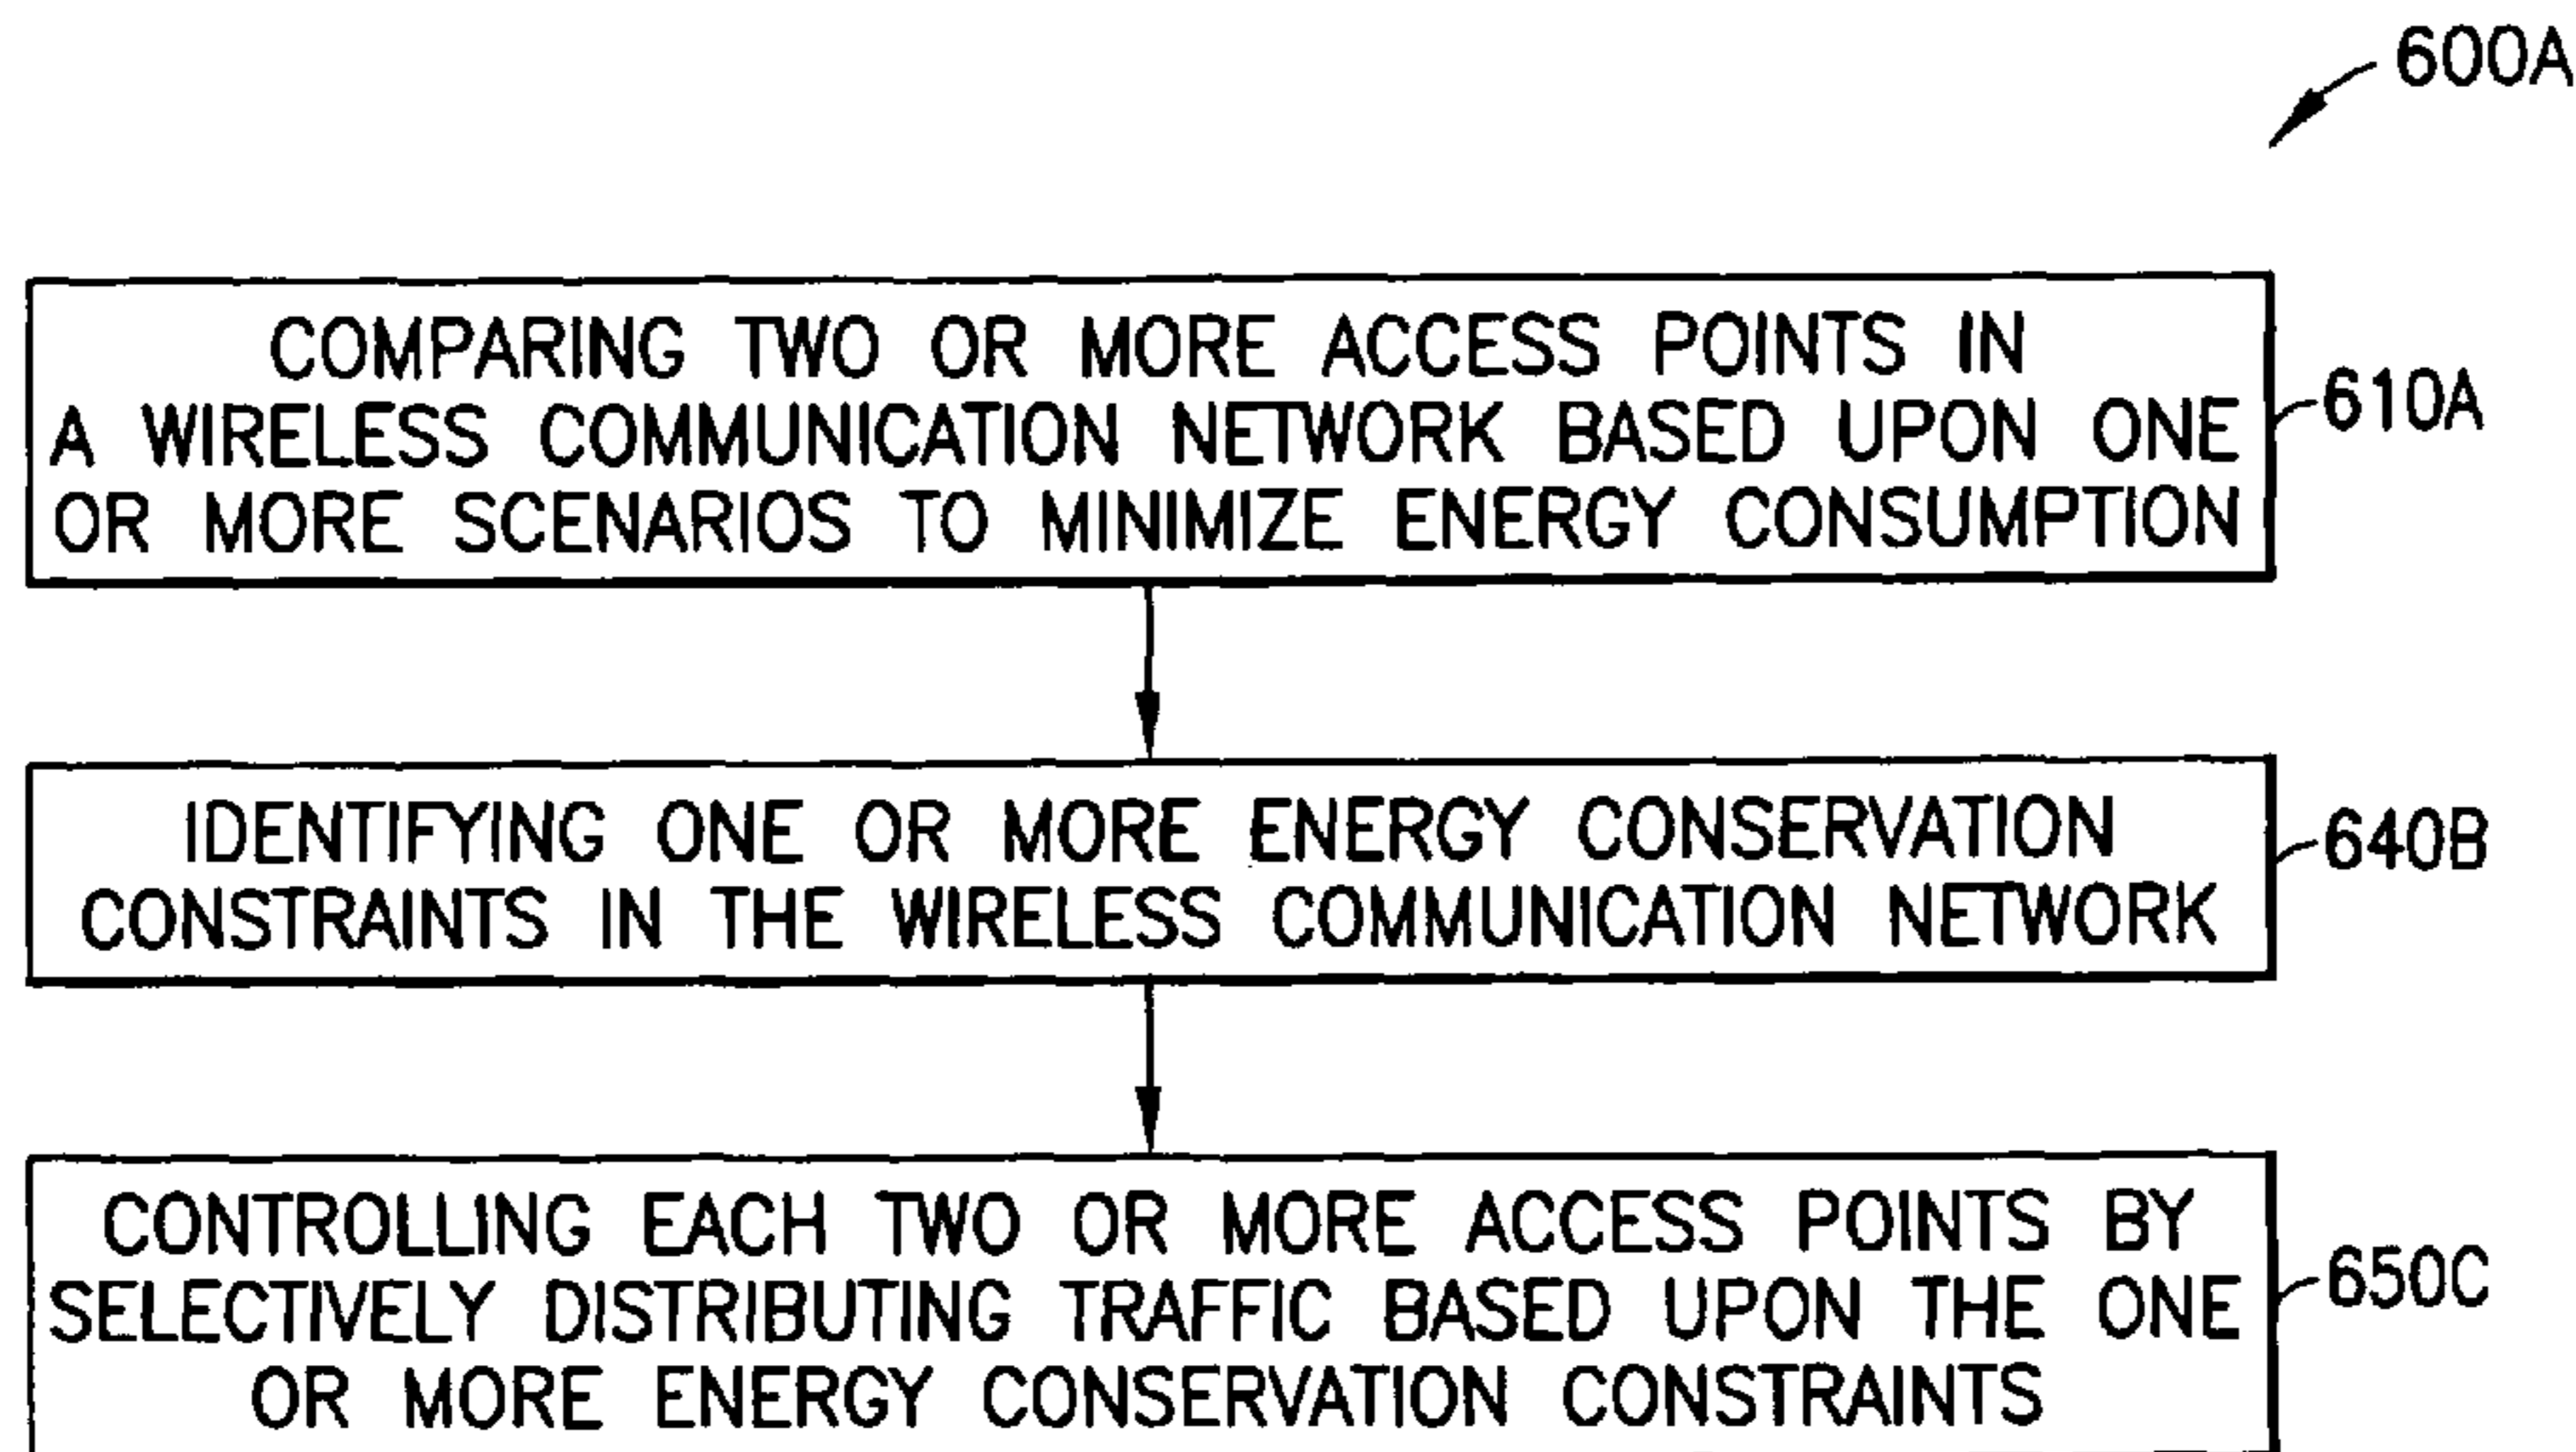 600A
COMPARING TWO OR MORE ACCESS POINTS IN
A WIRELESS COMMUNICATION NETWORK BASED UPON ONE
OR MORE SCENARIOS TO MINIMIZE ENERGY CONSUMPTION
610A
IDENTIFYING ONE OR MORE ENERGY CONSERVATION
CONSTRAINTS IN THE WIRELESS COMMUNICATION NETWORK
640B
CONTROLLING EACH TWO OR MORE ACCESS POINTS BY
SELECTIVELY DISTRIBUTING TRAFFIC BASED UPON THE ONE
OR MORE ENERGY CONSERVATION CONSTRAINTS
650C